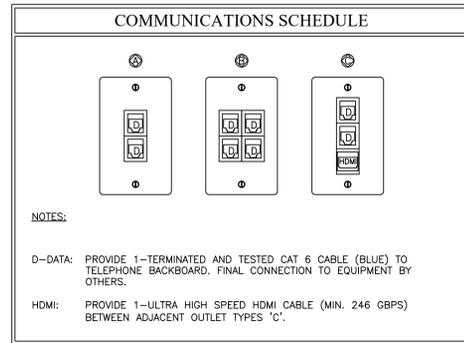 COMMUNICATIONS SCHEDULE
A B C
D D D D D D D D
HDMI
NOTES:
D-DATA: PROVIDE 1-TERMINATED AND TESTED CAT 6 CABLE (BLUE) TO
TELEPHONE BACKBOARD. FINAL CONNECTION TO EQUIPMENT BY
OTHERS.
HDMI: PROVIDE 1-ULTRA HIGH SPEED HDMI CABLE (MIN. 246 GBPS)
BETWEEN ADJACENT OUTLET TYPES 'C'.